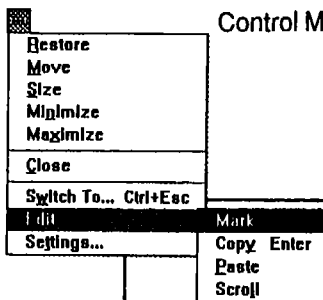 Control M
Restore
Move
Size
Minimize
Maximize
Close
Switch To... Ctrl+Esc
Edit
Mark
Settings...
Copy Enter
Paste
Scroll